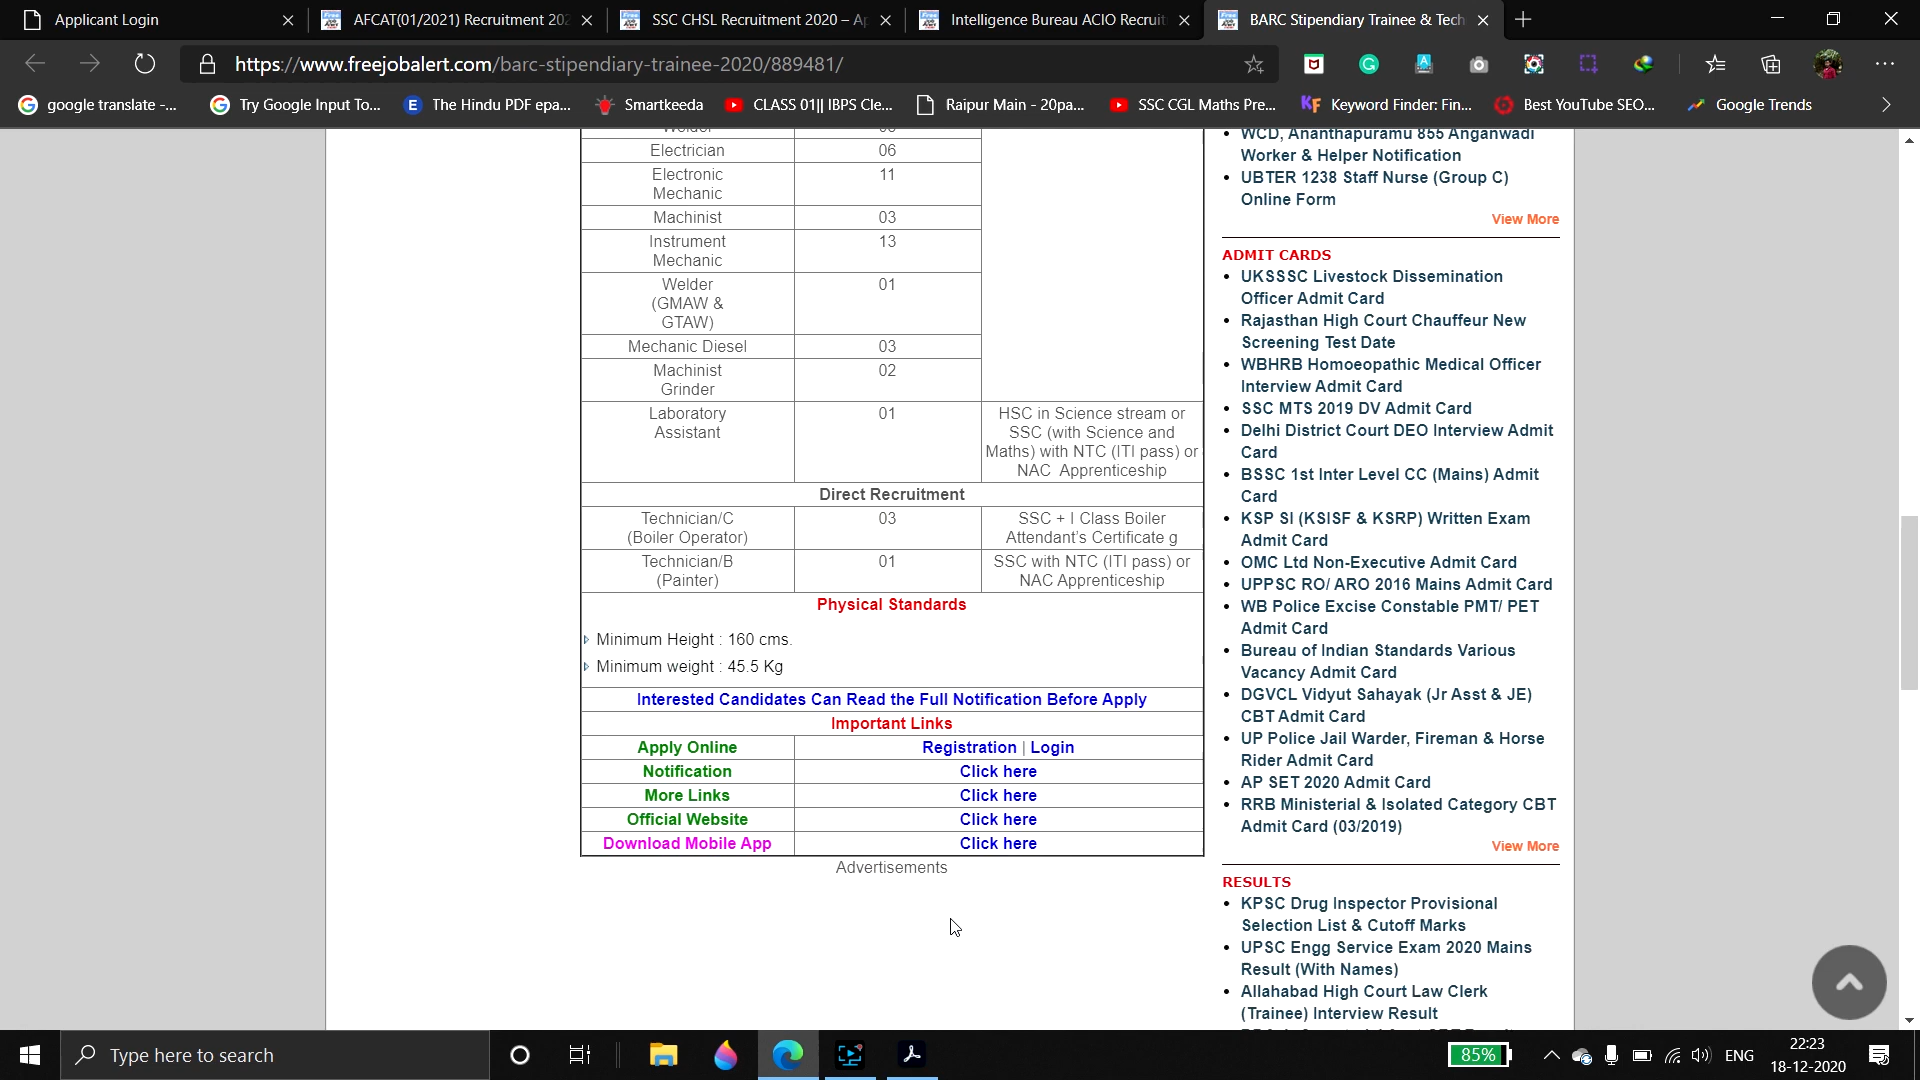 Applicant Login
AFCAT(01/2021) Recruitment 202
SSC CHSL Recruitment 2020 – Ap
Intelligence Bureau ACIO Recruit
BARC Stipendiary Trainee & Tech
https://www.freejobalert.com/barc-stipendiary-trainee-2020/889481/
google translate -...
Try Google Input To...
The Hindu PDF epa...
Smartkeeda
CLASS 01|| IBPS Cle...
Raipur Main - 20pa...
SSC CGL Maths Pre...
Keyword Finder: Fin...
Best YouTube SEO...
Google Trends
Welder
Electrician 06
Electronic 11
Mechanic
Machinist 03
Instrument 13
Mechanic
Welder 01
(GMAW &
GTAW)
Mechanic Diesel 03
Machinist 02
Grinder
Laboratory 01 HSC in Science stream or
Assistant SSC (with Science and
Maths) with NTC (ITI pass) or
NAC Apprenticeship
Direct Recruitment
Technician/C 03 SSC + I Class Boiler
(Boiler Operator) Attendant's Certificate g
Technician/B 01 SSC with NTC (ITI pass) or
(Painter) NAC Apprenticeship
Physical Standards
Minimum Height : 160 cms.
Minimum weight : 45.5 Kg
Interested Candidates Can Read the Full Notification Before Apply
Important Links
Apply Online Registration | Login
Notification Click here
More Links Click here
Official Website Click here
Download Mobile App Click here
Advertisements
WCD, Ananthapuramu 855 Anganwadi
Worker & Helper Notification
UBTER 1238 Staff Nurse (Group C)
Online Form
View More
ADMIT CARDS
UKSSSC Livestock Dissemination
Officer Admit Card
Rajasthan High Court Chauffeur New
Screening Test Date
WBHRB Homoeopathic Medical Officer
Interview Admit Card
SSC MTS 2019 DV Admit Card
Delhi District Court DEO Interview Admit
Card
BSSC 1st Inter Level CC (Mains) Admit
Card
KSP SI (KSISF & KSRP) Written Exam
Admit Card
OMC Ltd Non-Executive Admit Card
UPPSC RO/ ARO 2016 Mains Admit Card
WB Police Excise Constable PMT/ PET
Admit Card
Bureau of Indian Standards Various
Vacancy Admit Card
DGVCL Vidyut Sahayak (Jr Asst & JE)
CBT Admit Card
UP Police Jail Warder, Fireman & Horse
Rider Admit Card
AP SET 2020 Admit Card
RRB Ministerial & Isolated Category CBT
Admit Card (03/2019)
View More
RESULTS
KPSC Drug Inspector Provisional
Selection List & Cutoff Marks
UPSC Engg Service Exam 2020 Mains
Result (With Names)
Allahabad High Court Law Clerk
(Trainee) Interview Result
Type here to search
85%
ENG
22:23
18-12-2020